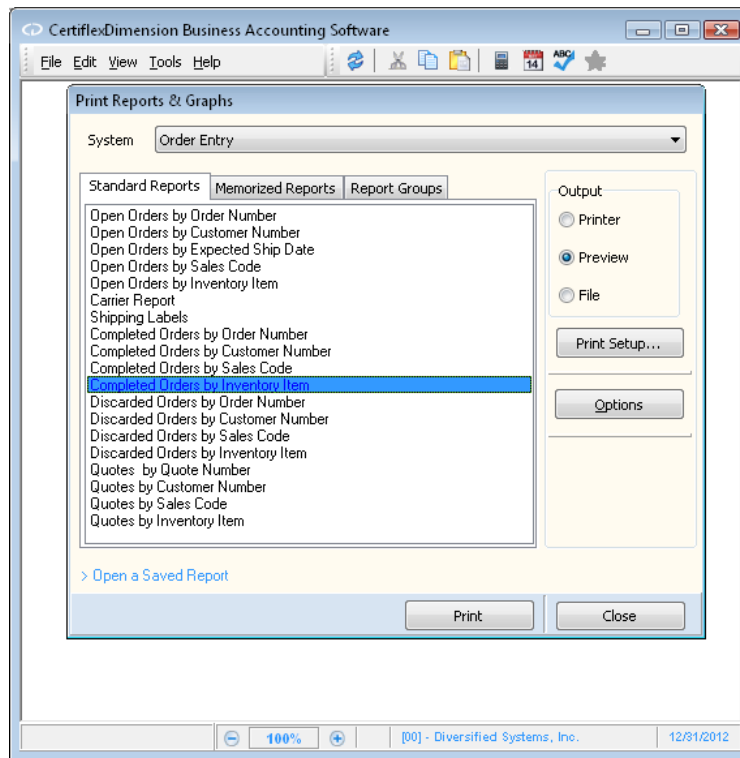 CertiflexDimension Business Accounting Software
File Edit View Tools Help
14
ABC
Print Reports & Graphs
System Order Entry
Standard Reports Memorized Reports Report Groups
Open Orders by Order Number
Open Orders by Customer Number
Open Orders by Expected Ship Date
Open Orders by Sales Code
Open Orders by Inventory Item
Carrier Report
Shipping Labels
Completed Orders by Order Number
Completed Orders by Customer Number
Completed Orders by Sales Code
Completed Orders by Inventory Item
Discarded Orders by Order Number
Discarded Orders by Customer Number
Discarded Orders by Sales Code
Discarded Orders by Inventory Item
Quotes by Quote Number
Quotes by Customer Number
Quotes by Sales Code
Quotes by Inventory Item
Output
Printer
Preview
File
Print Setup...
Options
> Open a Saved Report
Print Close
100% [00] - Diversified Systems, Inc. 12/31/2012